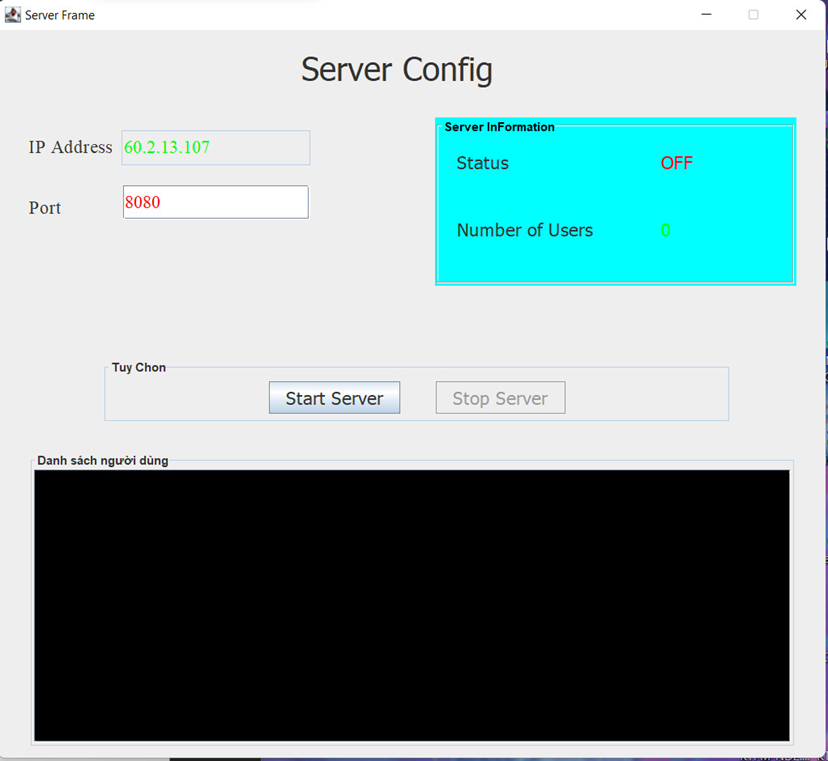 Server Frame
Server Config
IP Address 60.2.13.107
Port 8080
Server InFormation
Status OFF
Number of Users 0
Tuy Chon
Start Server Stop Server
Danh sách người dùng